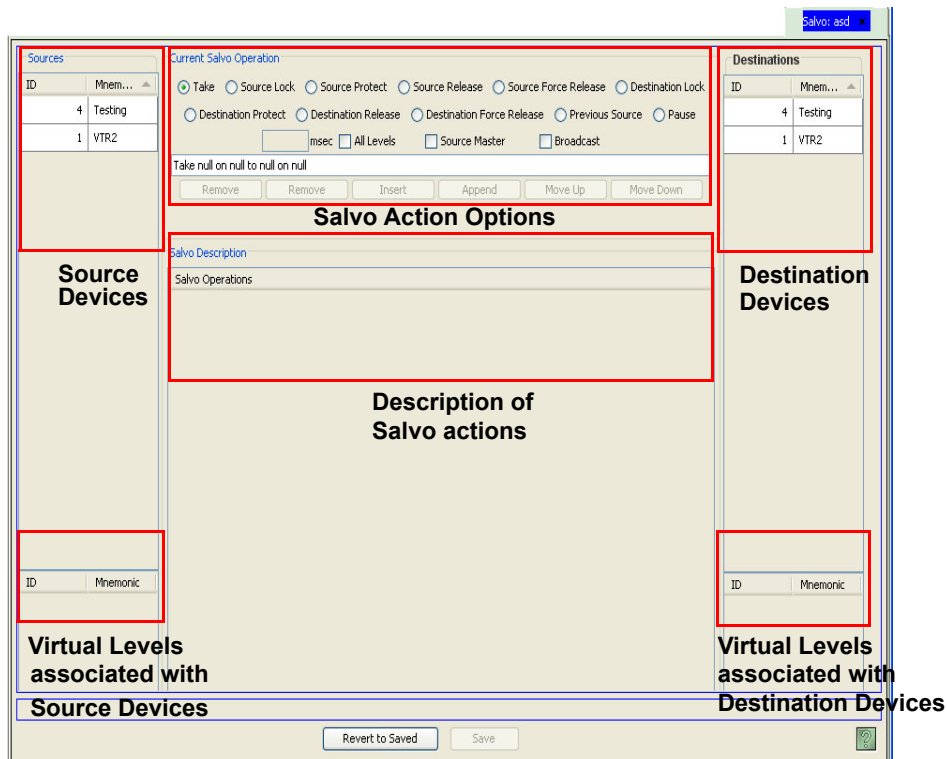 Salvo: asd x
Sources
ID Mnem...
4 Testing
1 VTR2
Source
Devices
ID Mnemonic
Virtual Levels
associated with
Source Devices
Current Salvo Operation
Take Source Lock Source Protect Source Release Source Force Release Destination Lock
Destination Protect Destination Release Destination Force Release Previous Source Pause
msec All Levels Source Master Broadcast
Take null on null to null on null
Remove Remove Insert Append Move Up Move Down
Salvo Action Options
Salvo Description
Salvo Operations
Description of
Salvo actions
Destinations
ID Mnem...
4 Testing
1 VTR2
Destination
Devices
ID Mnemonic
Virtual Levels
associated with
Destination Devices
Revert to Saved Save
?